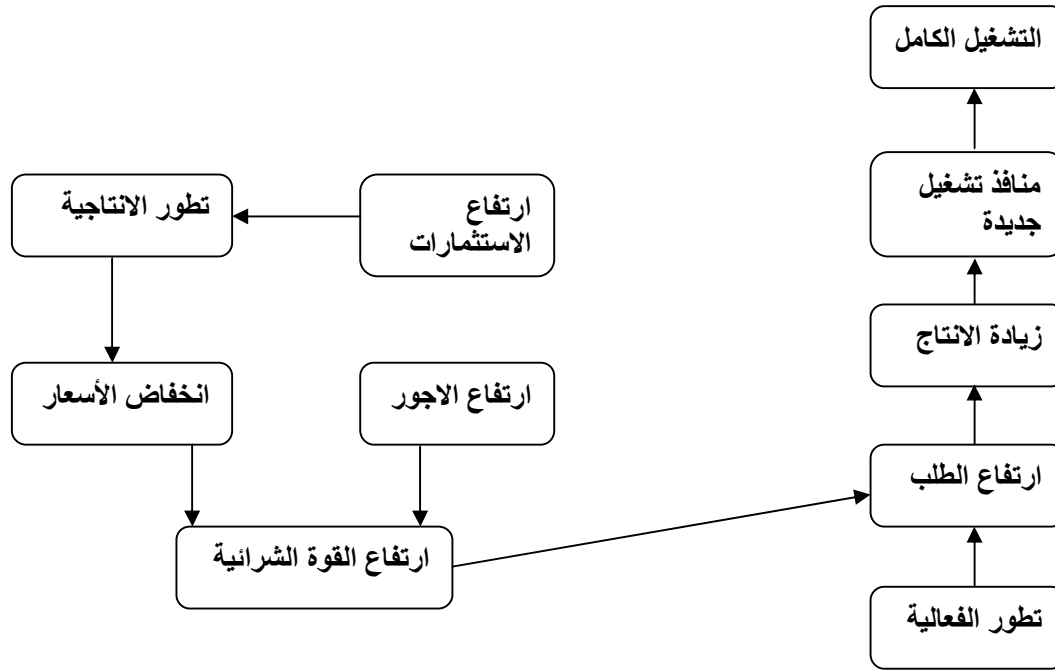 التشغيل الكامل
منافذ تشغيل
جديدة
ارتفاع
الاستثمارات
تطور الانتاجية
زيادة الانتاج
ارتفاع الاجور
انخفاض الأسعار
ارتفاع الطلب
ارتفاع القوة الشرائية
تطور الفعالية